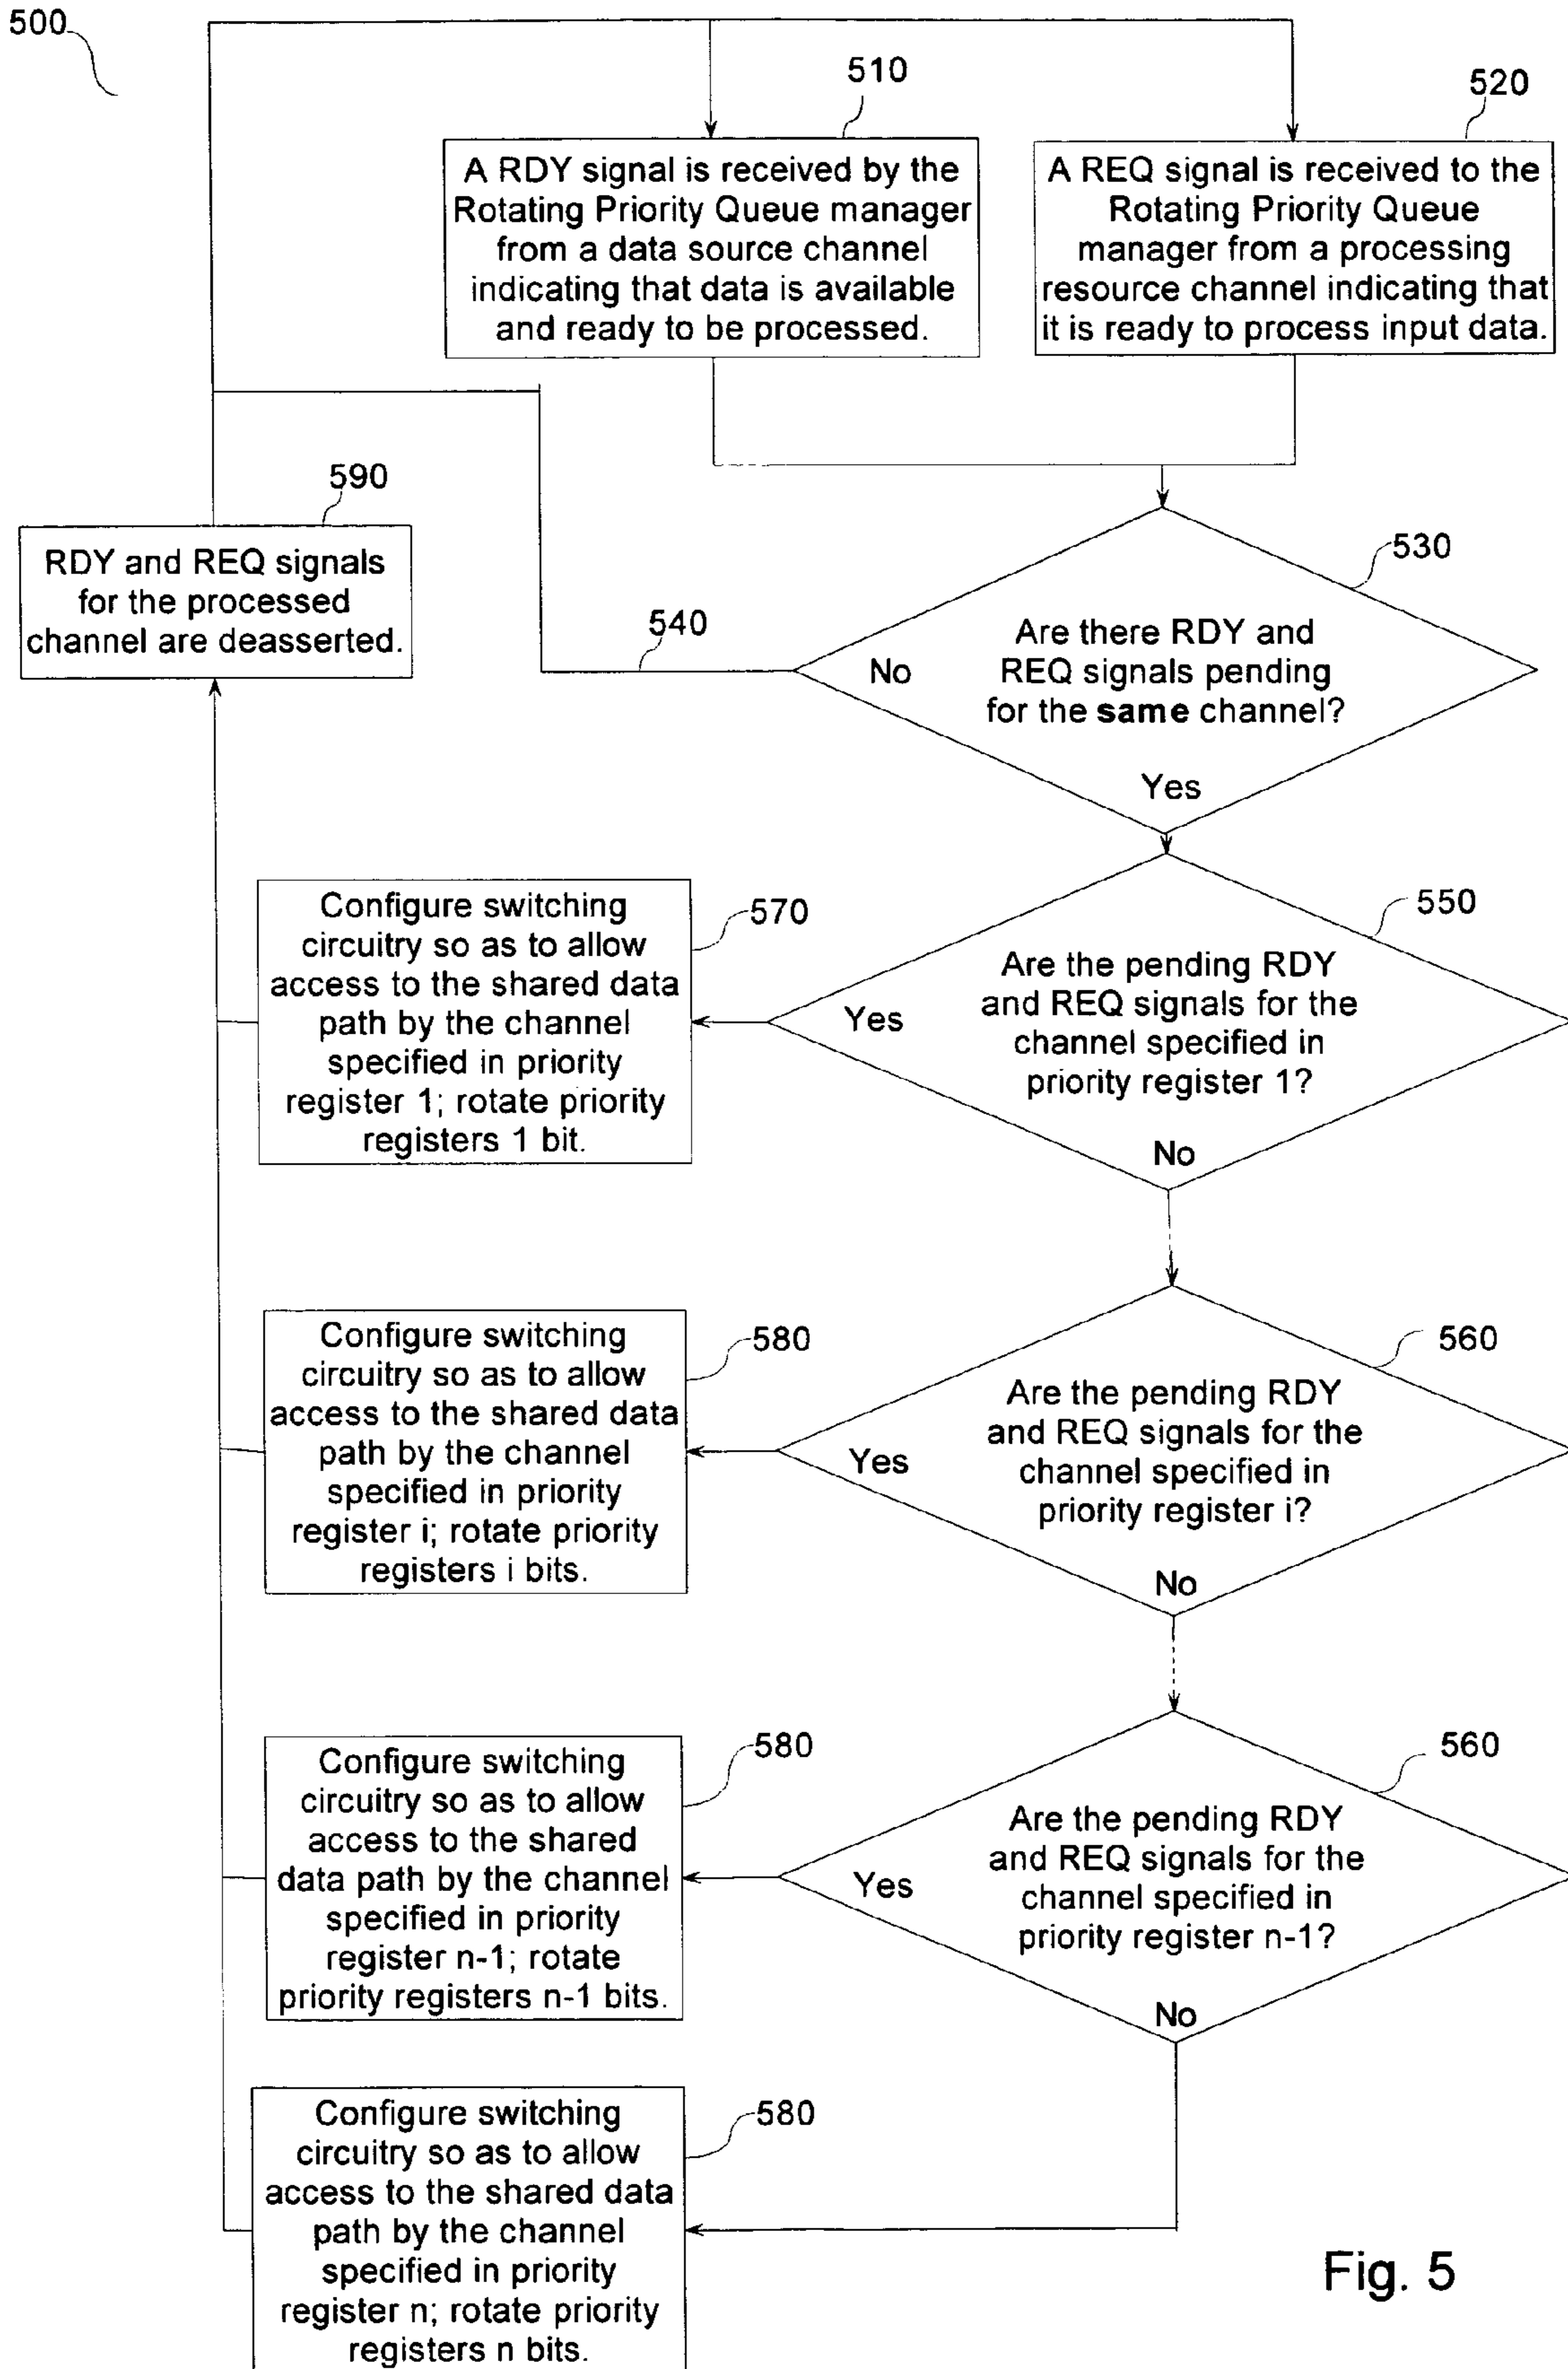 500
510
520
A RDY signal is received by the
Rotating Priority Queue manager
from a data source channel
indicating that data is available
and ready to be processed.
A REQ signal is received to the
Rotating Priority Queue
manager from a processing
resource channel indicating that
it is ready to process input data.
590
RDY and REQ signals
for the processed
channel are deasserted.
530
540
Are there RDY and
REQ signals pending
for the same channel?
No
Yes
550
Are the pending RDY
and REQ signals for the
channel specified in
priority register 1?
Yes
No
570
Configure switching
circuitry so as to allow
access to the shared data
path by the channel
specified in priority
register 1; rotate priority
registers 1 bit.
560
Are the pending RDY
and REQ signals for the
channel specified in
priority register i?
Yes
No
580
Configure switching
circuitry so as to allow
access to the shared data
path by the channel
specified in priority
register i; rotate priority
registers i bits.
560
Are the pending RDY
and REQ signals for the
channel specified in
priority register n-1?
Yes
No
580
Configure switching
circuitry so as to allow
access to the shared
data path by the channel
specified in priority
register n-1; rotate
priority registers n-1 bits.
580
Configure switching
circuitry so as to allow
access to the shared data
path by the channel
specified in priority
register n; rotate priority
registers n bits.
Fig. 5